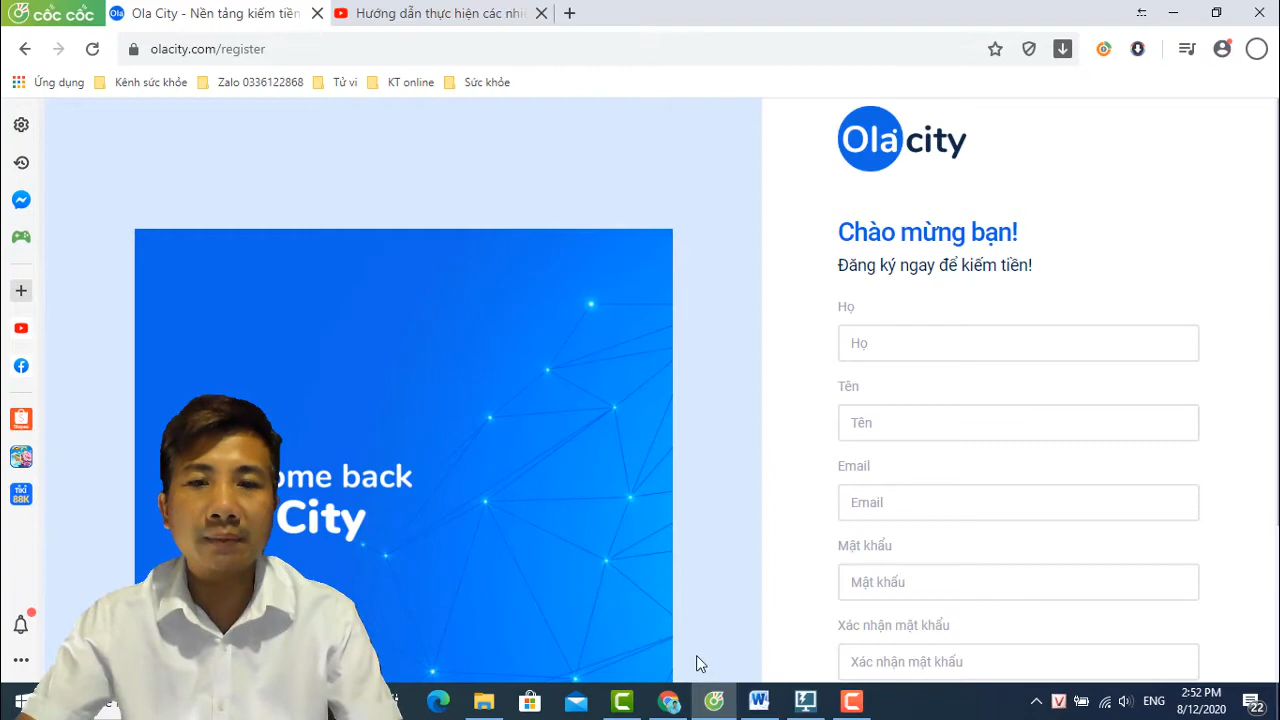 cốc cốc
Ola City - Nền tảng kiếm tiền
Hướng dẫn thực hiện các nhi
olacity.com/register
Ứng dụng
Kênh sức khỏe
Zalo 0336122868
Tử vi
KT online
Sức khỏe
Ola city
Chào mừng bạn!
Đăng ký ngay để kiếm tiền!
Họ
Họ
Tên
Tên
Email
Email
Mật khẩu
Mật khẩu
Xác nhận mật khẩu
Xác nhận mật khẩu
ome back
City
ENG
2:52 PM
8/12/2020
22